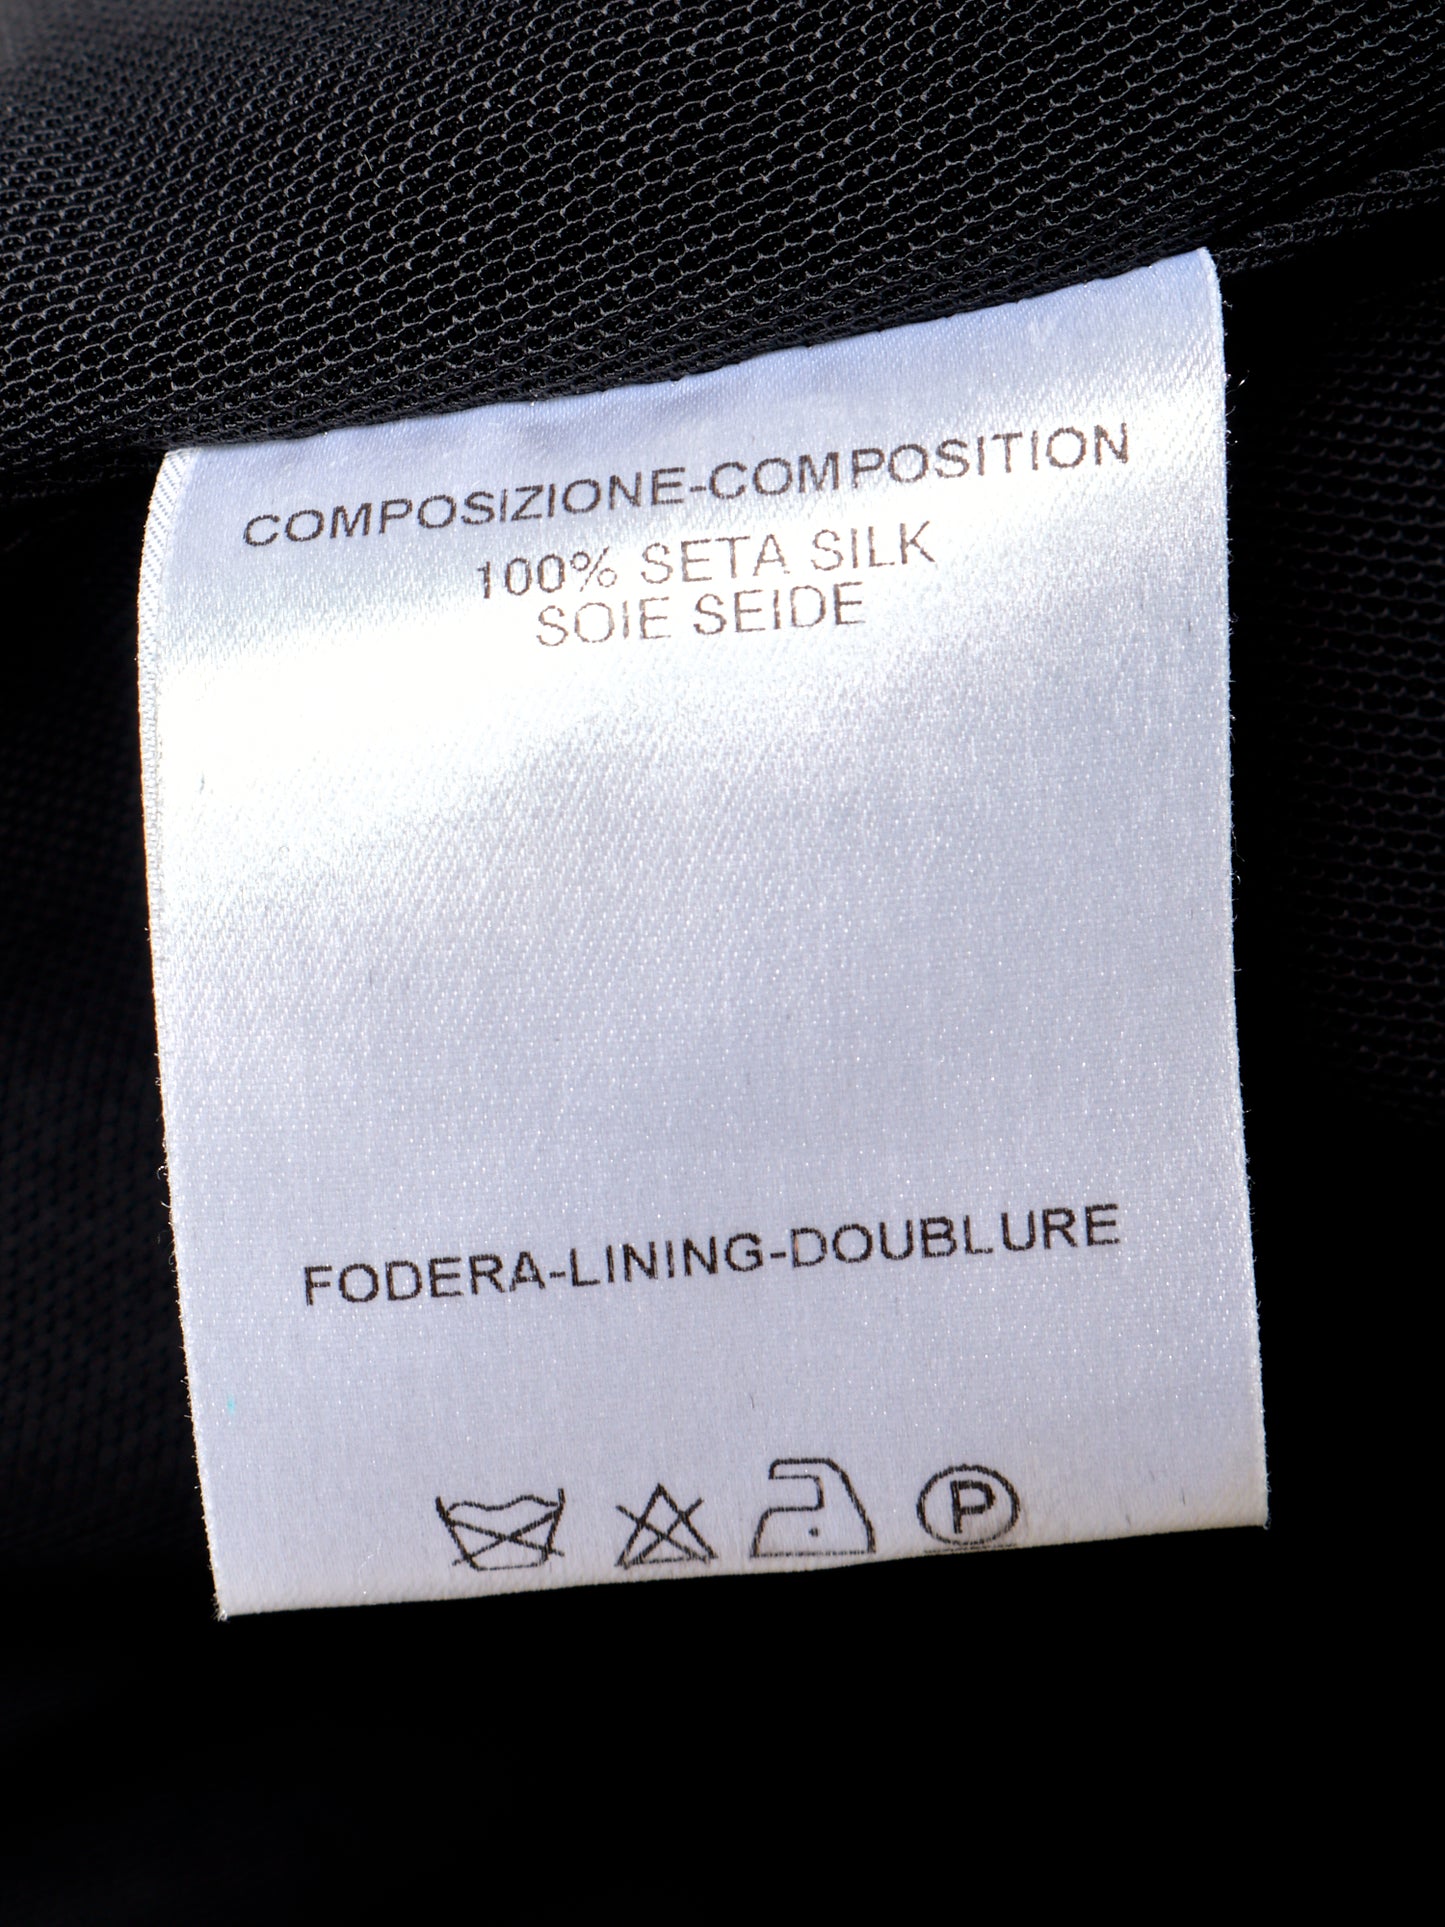 COMPOSIZIONE-COMPOSITION
100% SETA SILK
SOIE SEIDE
FODERA-LINING-DOUBLURE
P